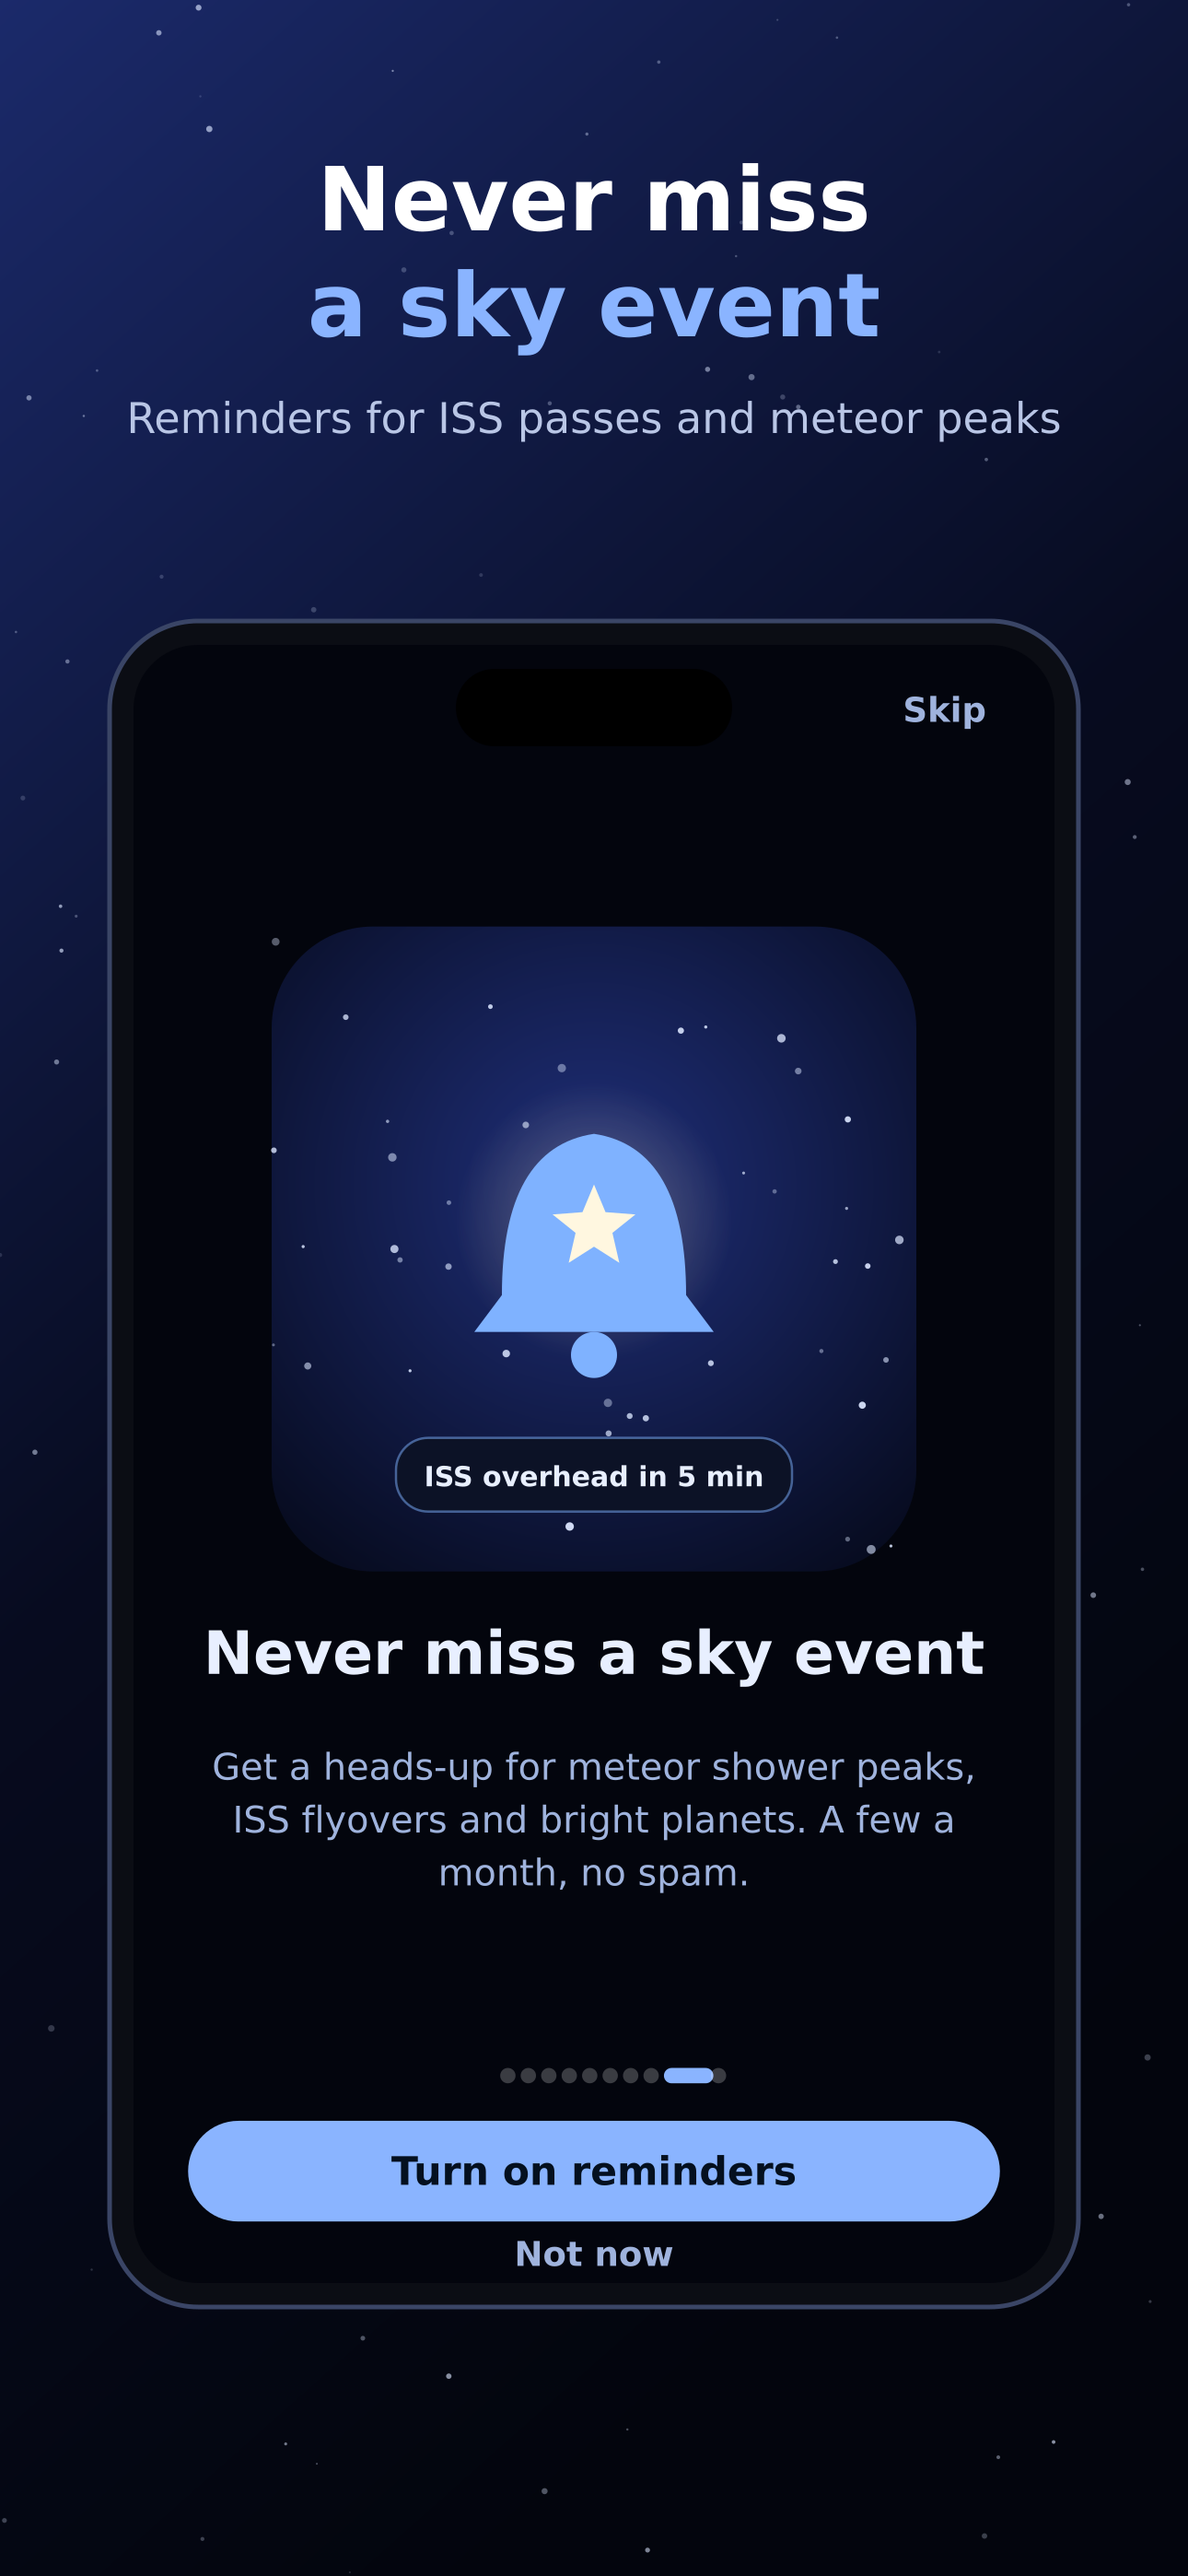 Never miss
a sky event
Reminders for ISS passes and meteor peaks
Skip
ISS overhead in 5 min
Never miss a sky event
Get a heads-up for meteor shower peaks,
ISS flyovers and bright planets. A few a
month, no spam.
Turn on reminders
Not now